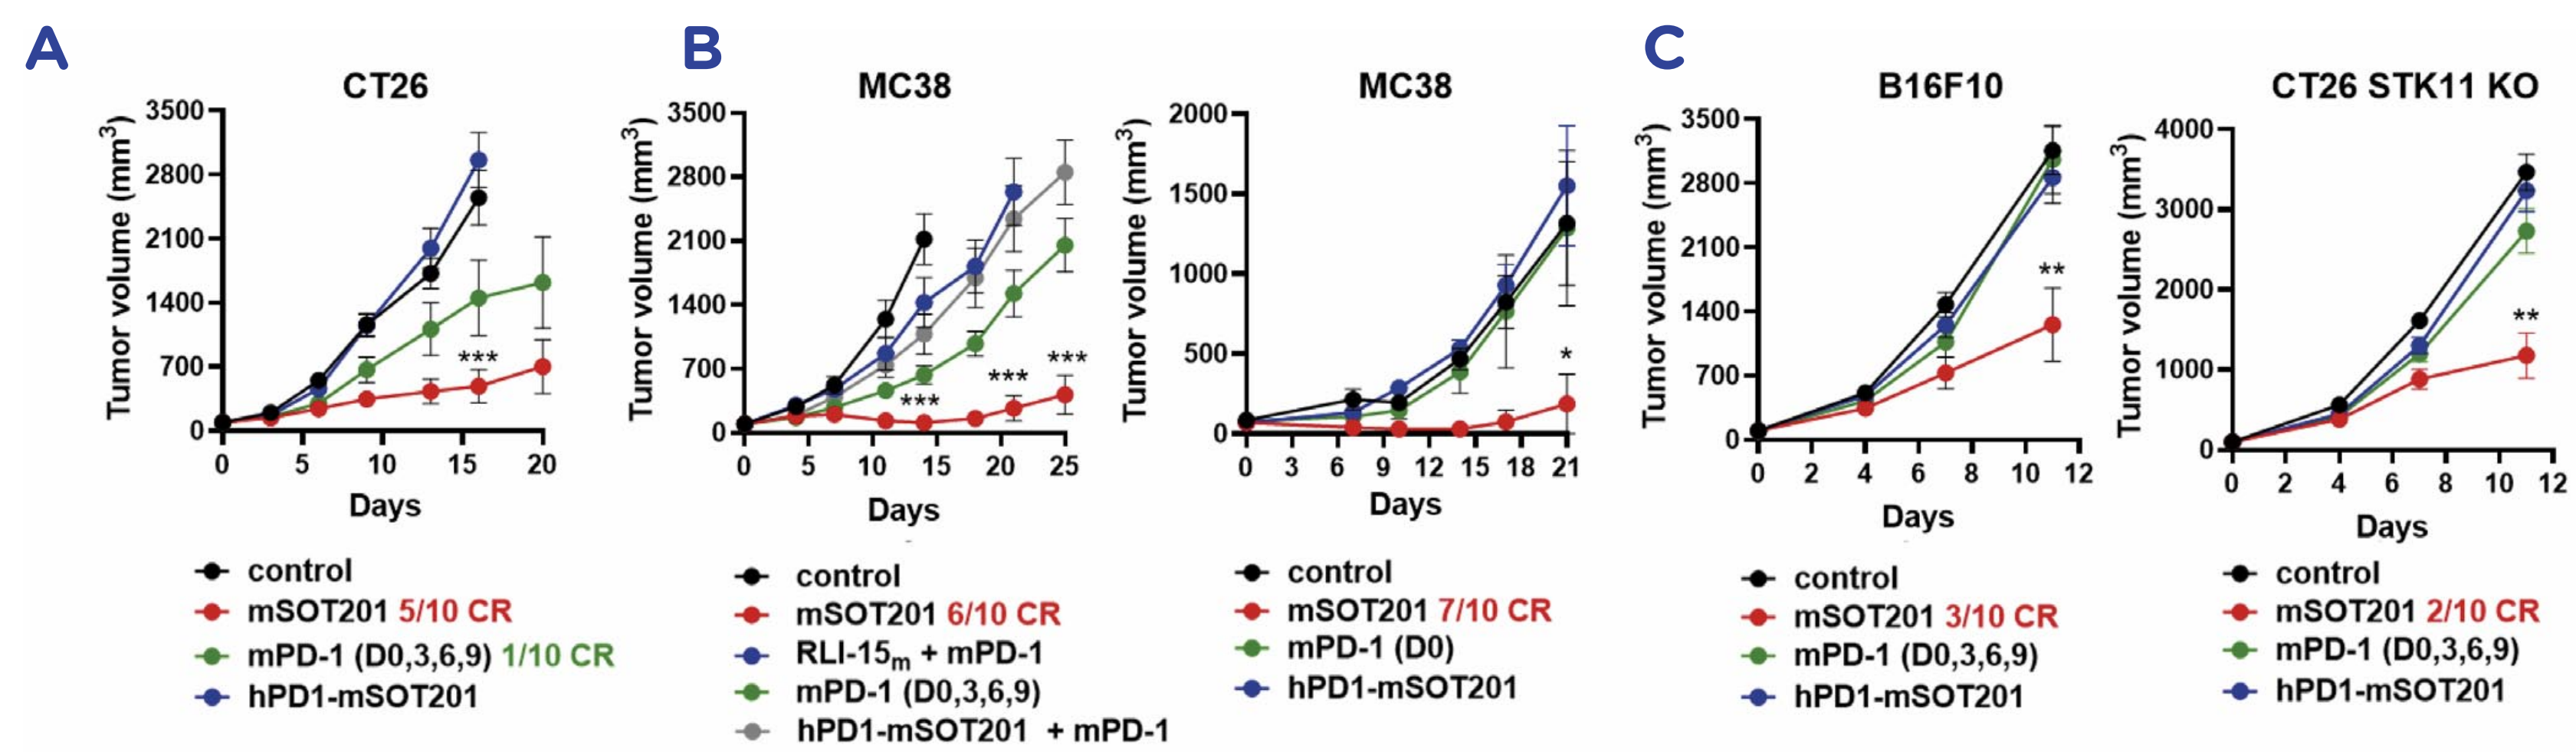 A
CT26
Tumor volume (mm³)
3500
2800
2100
1400
700
0
***
0 5 10 15 20
Days
control
mSOT201 5/10 CR
mPD-1 (D0,3,6,9) 1/10 CR
hPD1-mSOT201
B
MC38
Tumor volume (mm³)
3500
2800
2100
1400
700
0
***
***
***
0 5 10 15 20 25
Days
control
mSOT201 6/10 CR
RLI-15m + mPD-1
mPD-1 (D0,3,6,9)
hPD1-mSOT201 + mPD-1
MC38
Tumor volume (mm³)
2000
1500
1000
500
0
*
0 3 6 9 12 15 18 21
Days
control
mSOT201 7/10 CR
mPD-1 (D0)
hPD1-mSOT201
C
B16F10
Tumor volume (mm³)
3500
2800
2100
1400
700
0
**
0 2 4 6 8 10 12
Days
control
mSOT201 3/10 CR
mPD-1 (D0,3,6,9)
hPD1-mSOT201
CT26 STK11 KO
Tumor volume (mm³)
4000
3000
2000
1000
0
**
0 2 4 6 8 10 12
Days
control
mSOT201 2/10 CR
mPD-1 (D0,3,6,9)
hPD1-mSOT201